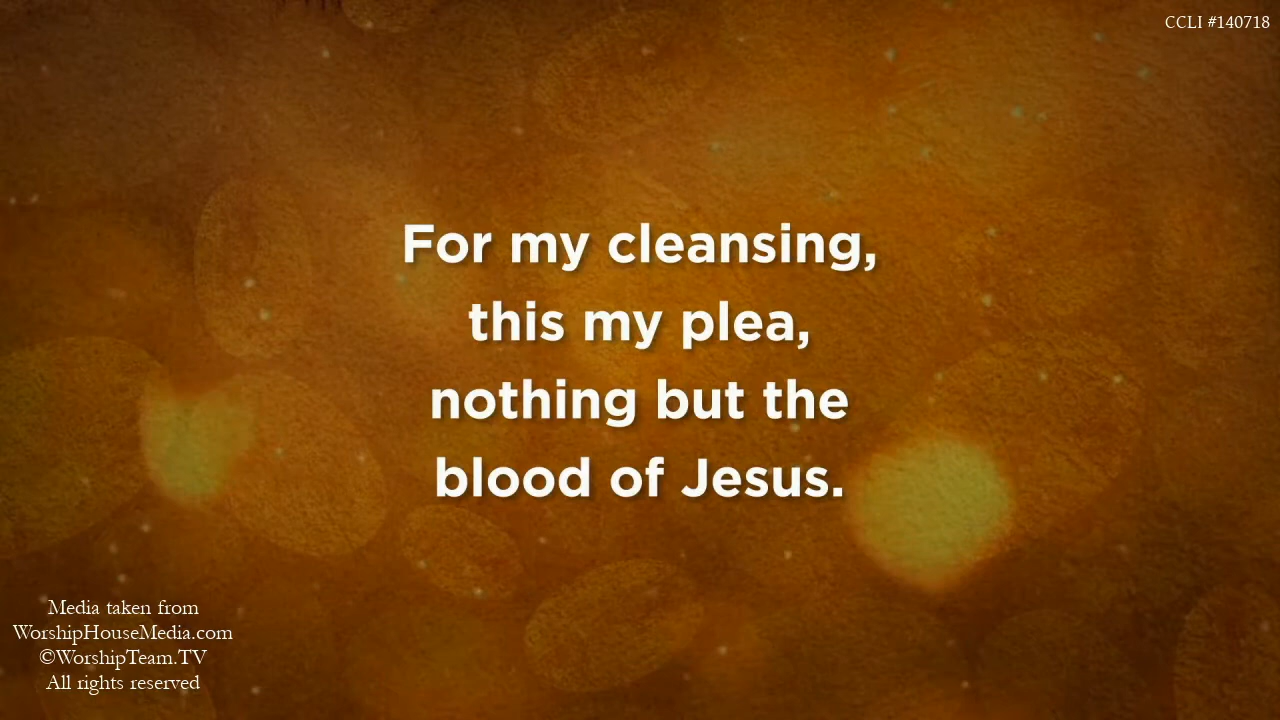 CCLI #140718
For my cleansing,
this my plea,
nothing but the
blood of Jesus.
Media taken from
WorshipHouseMedia.com
©WorshipTeam.TV
All rights reserved